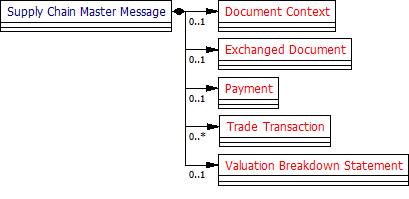 Supply Chain Master Message
Document Context
0..1
Exchanged Document
0..1
Payment
0..1
Trade Transaction
0..*
Valuation Breakdown Statement
0..1